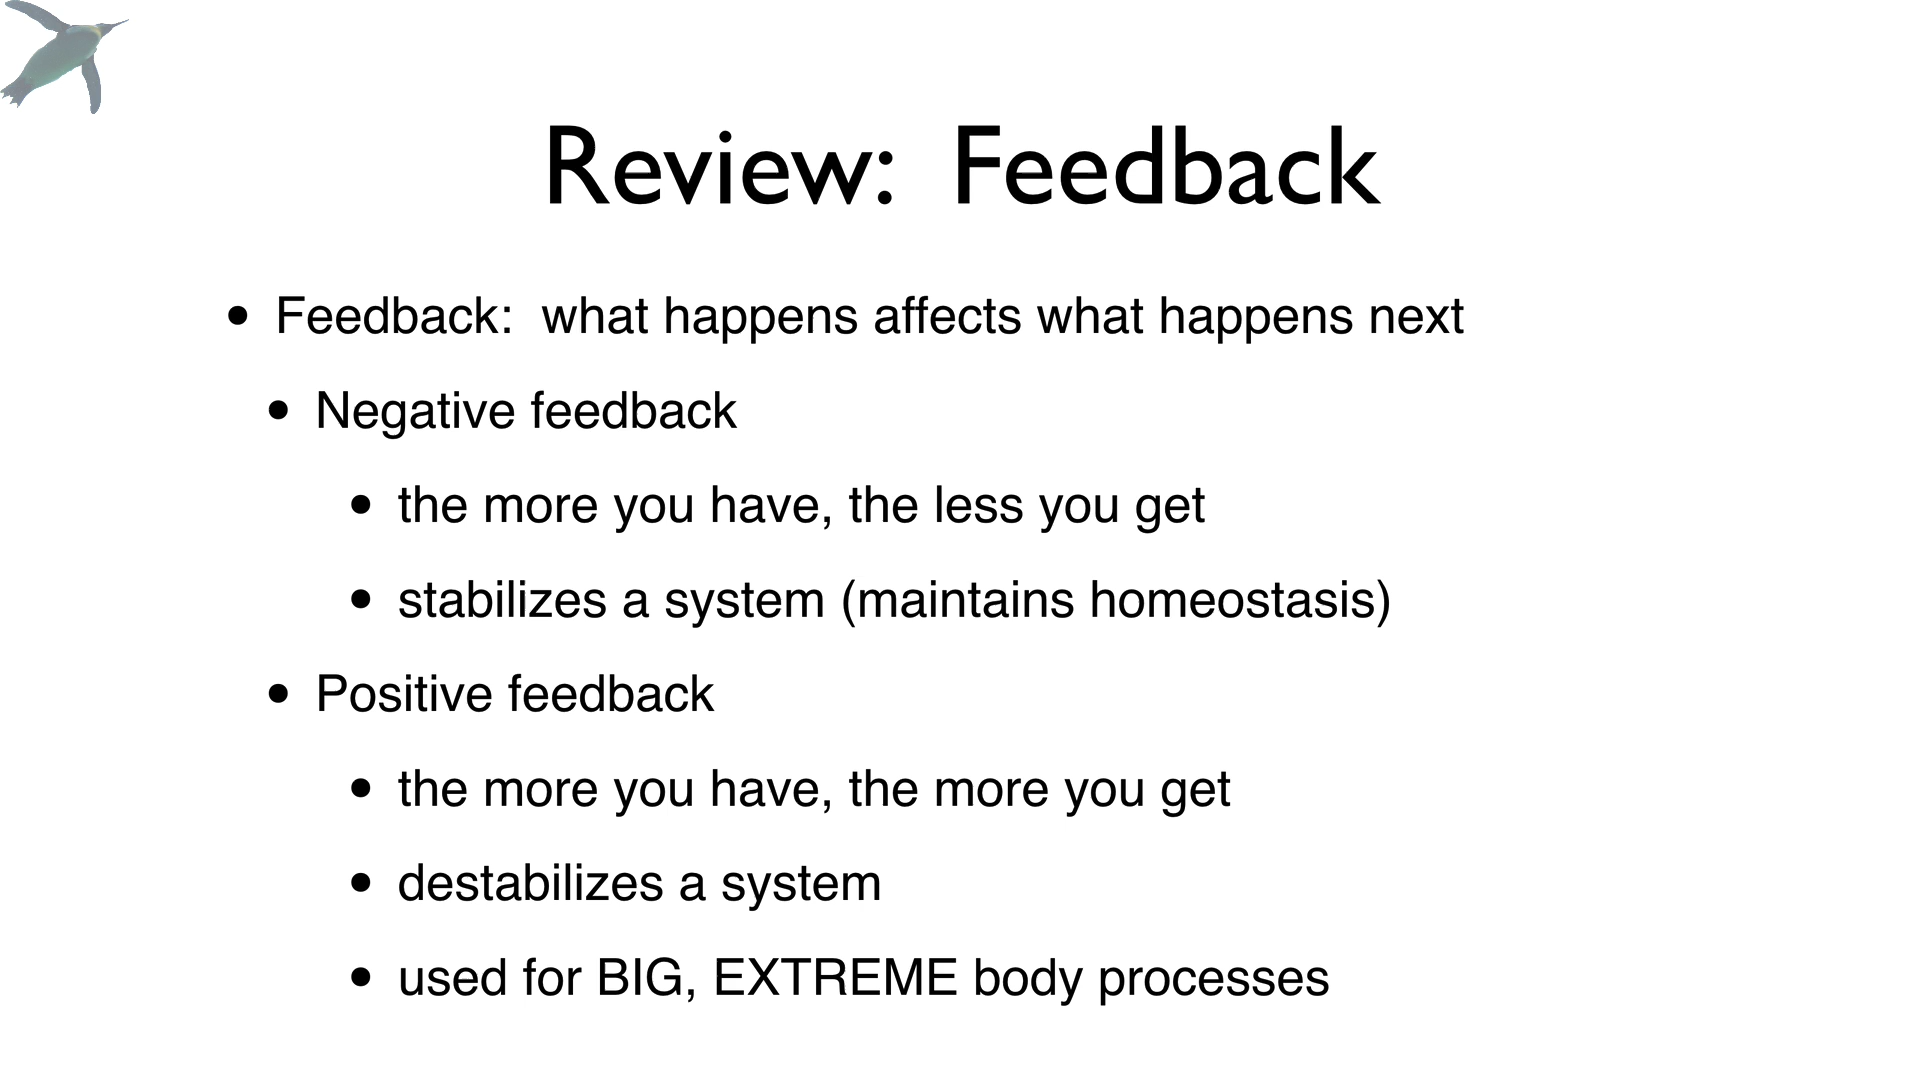 Review:  Feedback
• Feedback:  what happens affects what happens next
• Negative feedback
• the more you have, the less you get
• stabilizes a system (maintains homeostasis)
• Positive feedback
• the more you have, the more you get
• destabilizes a system
• used for BIG, EXTREME body processes